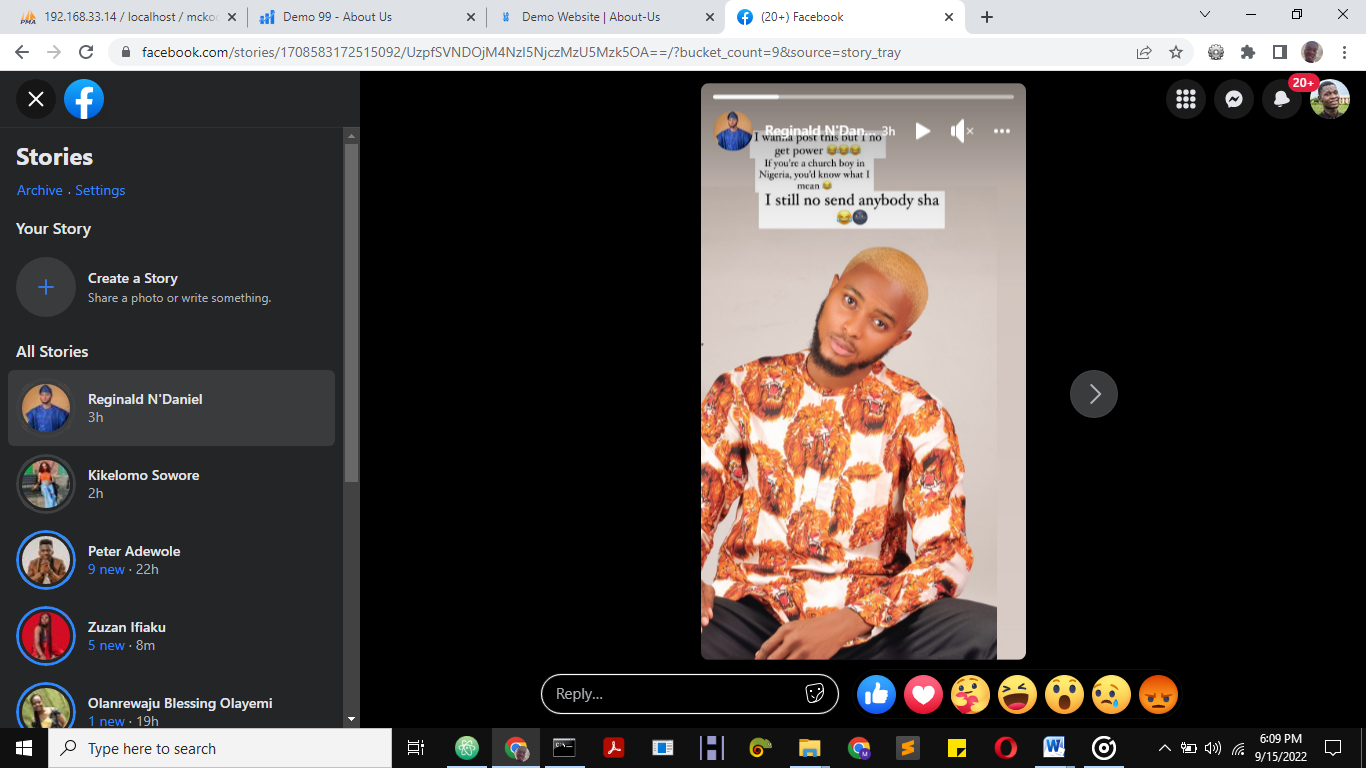 192.168.33.14 / localhost / mcko
Demo 99 - About Us
Demo Website | About-Us
(20+) Facebook
facebook.com/stories/1708583172515092/UzpfSVNDOjM4NzI5NjczMzU5Mzk5OA==/?bucket_count=9&source=story_tray
20+
Stories
Archive · Settings
Your Story
Create a Story
Share a photo or write something.
All Stories
Reginald N'Daniel
3h
Kikelomo Sowore
2h
Peter Adewole
9 new · 22h
Zuzan Ifiaku
5 new · 8m
Olanrewaju Blessing Olayemi
1 new · 19h
Reginald N'Dan... 3h
I wanna post this but I no
get power 😂😂😂
If you're a church boy in
Nigeria, you'd know what I
mean 😂
I still no send anybody sha
😂🌚
Reply...
Type here to search
6:09 PM
9/15/2022